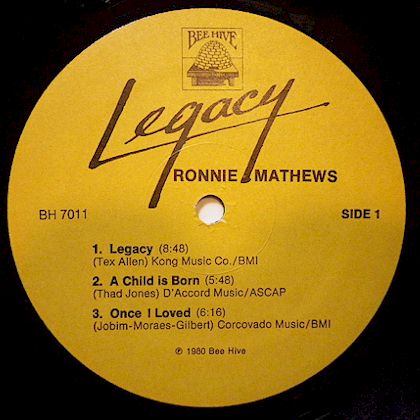 BEE HIVE
Legacy
RONNIE MATHEWS
BH 7011
SIDE 1
1. Legacy (8:48)
(Tex Allen) Kong Music Co./BMI
2. A Child is Born (5:48)
(Thad Jones) D'Accord Music/ASCAP
3. Once I Loved (6:16)
(Jobim-Moraes-Gilbert) Corcovado Music/BMI
℗ 1980 Bee Hive